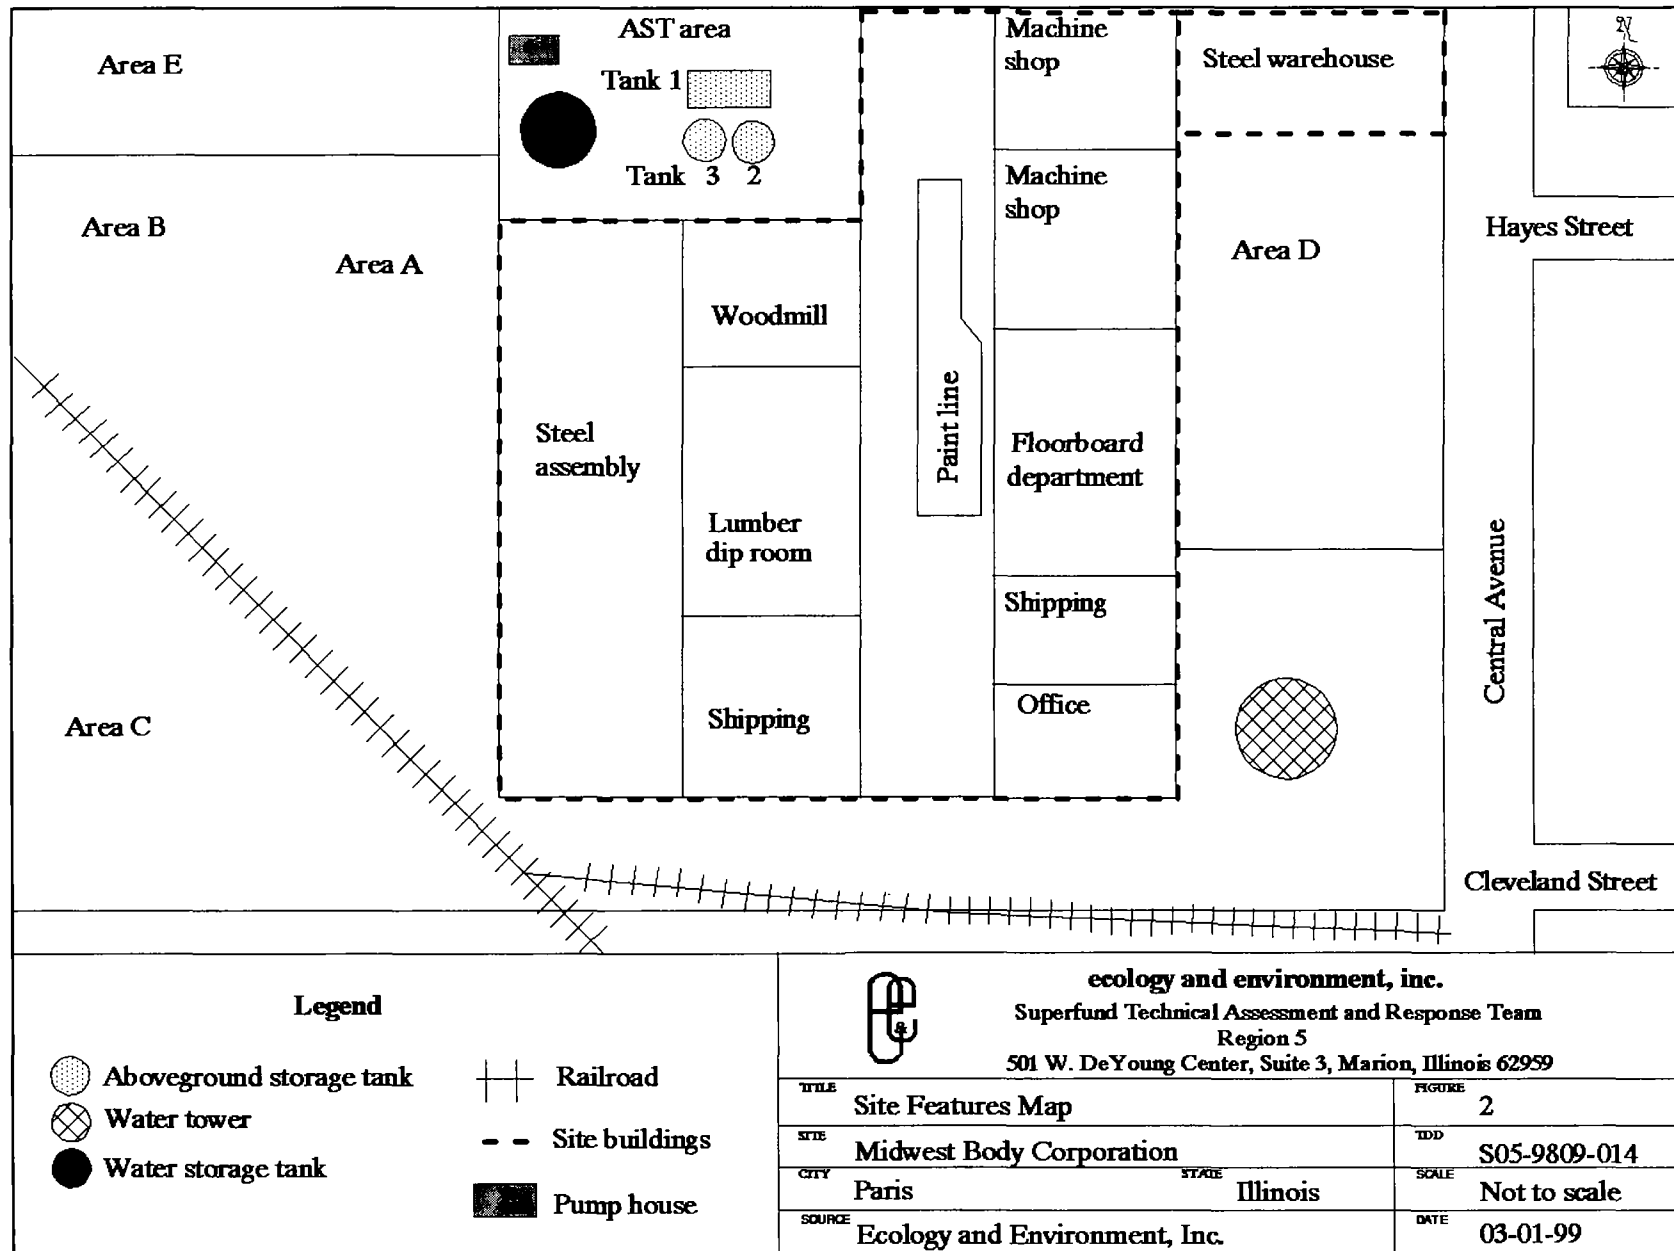 Area E
AST area
Tank 1
Tank 3 2
Machine
shop
Steel warehouse
N
Area B
Area A
Machine
shop
Area D
Hayes Street
Woodmill
Steel
assembly
Paint line
Floorboard
department
Lumber
dip room
Shipping
Central Avenue
Area C
Shipping
Office
Cleveland Street
Legend
Aboveground storage tank
Water tower
Water storage tank
Railroad
Site buildings
Pump house
&
ecology and environment, inc.
Superfund Technical Assessment and Response Team
Region 5
501 W. DeYoung Center, Suite 3, Marion, Illinois 62959
TITLE Site Features Map
FIGURE 2
SITE Midwest Body Corporation
TDD S05-9809-014
CITY Paris
STATE Illinois
SCALE Not to scale
SOURCE Ecology and Environment, Inc.
DATE 03-01-99